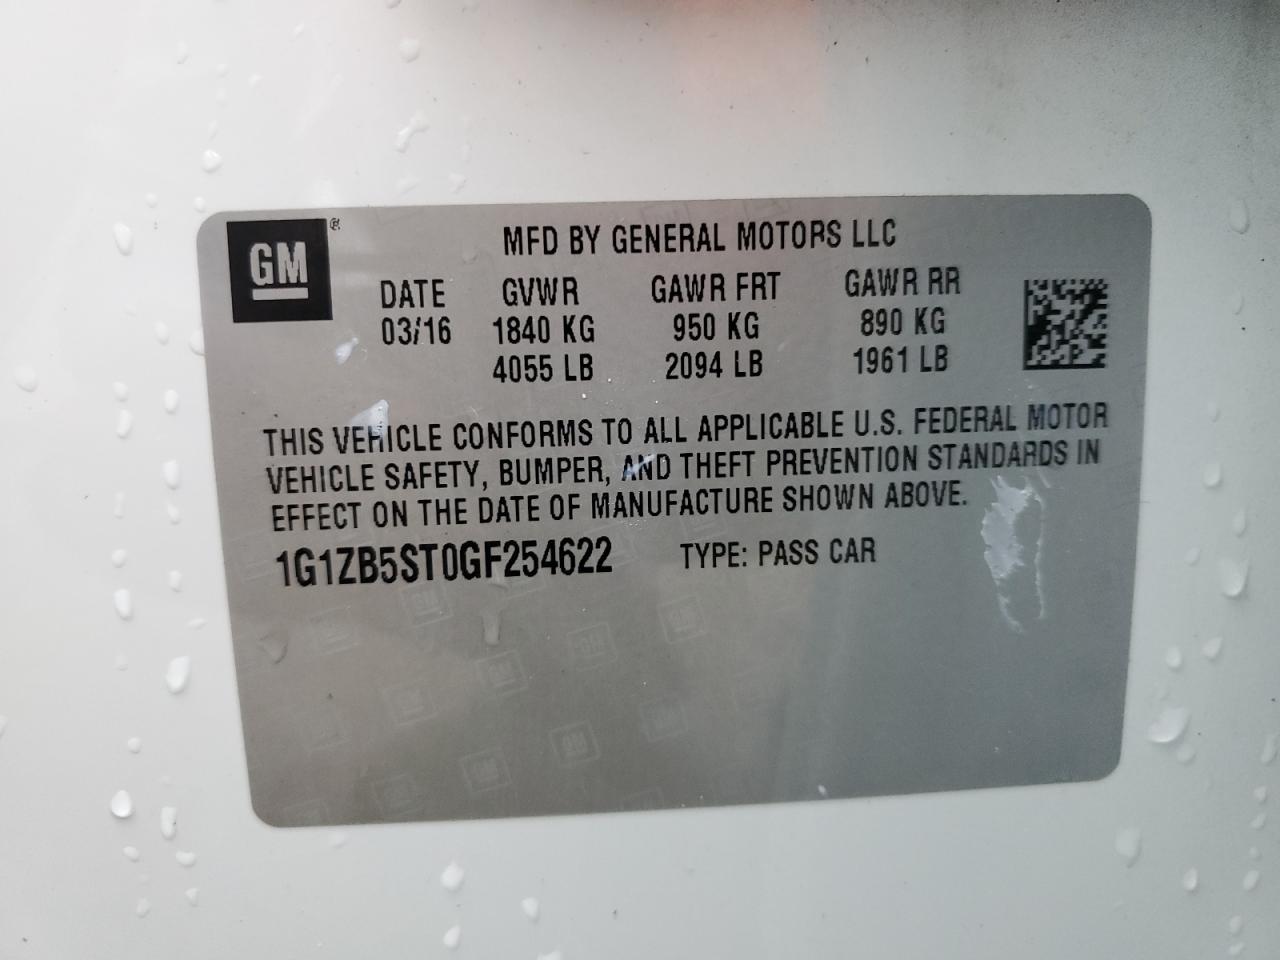 GM ®
MFD BY GENERAL MOTORS LLC
DATE GVWR GAWR FRT GAWR RR
03/16 1840 KG 950 KG 890 KG
4055 LB 2094 LB 1961 LB
THIS VEHICLE CONFORMS TO ALL APPLICABLE U.S. FEDERAL MOTOR
VEHICLE SAFETY, BUMPER, AND THEFT PREVENTION STANDARDS IN
EFFECT ON THE DATE OF MANUFACTURE SHOWN ABOVE.
1G1ZB5ST0GF254622 TYPE: PASS CAR